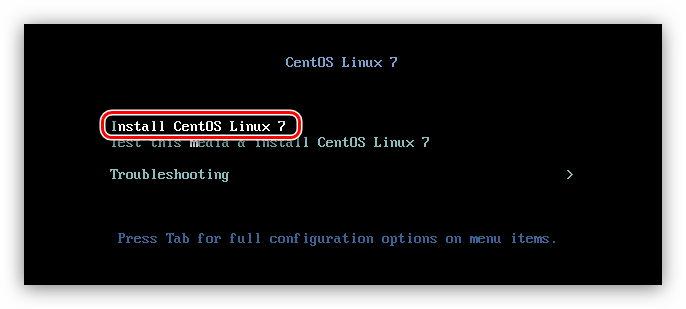 CentOS Linux 7
Install CentOS Linux 7
Test this media & install CentOS Linux 7
Troubleshooting >
Press Tab for full configuration options on menu items.